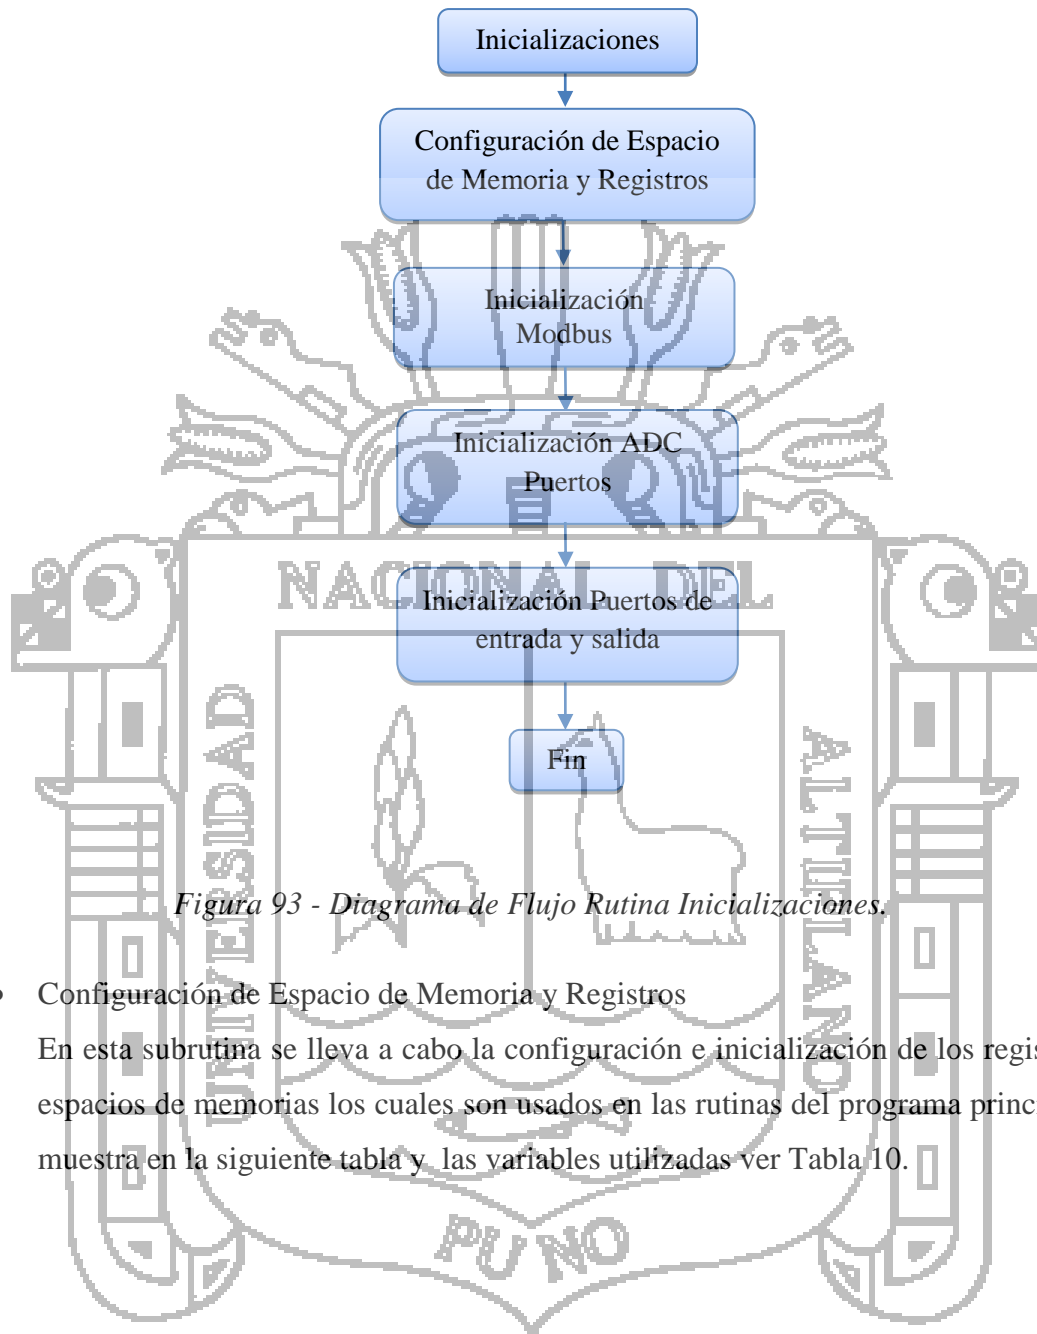 Inicializaciones
Configuración de Espacio
de Memoria y Registros
Inicialización
Modbus
Inicialización ADC
Puertos
Inicialización Puertos de
entrada y salida
Fin
NACIONAL DEL
UNIVERSIDAD
ALTIPLANO
Figura 93 - Diagrama de Flujo Rutina Inicializaciones.
• Configuración de Espacio de Memoria y Registros
En esta subrutina se lleva a cabo la configuración e inicialización de los regis
espacios de memorias los cuales son usados en las rutinas del programa princ
muestra en la siguiente tabla y las variables utilizadas ver Tabla 10.
PUNO